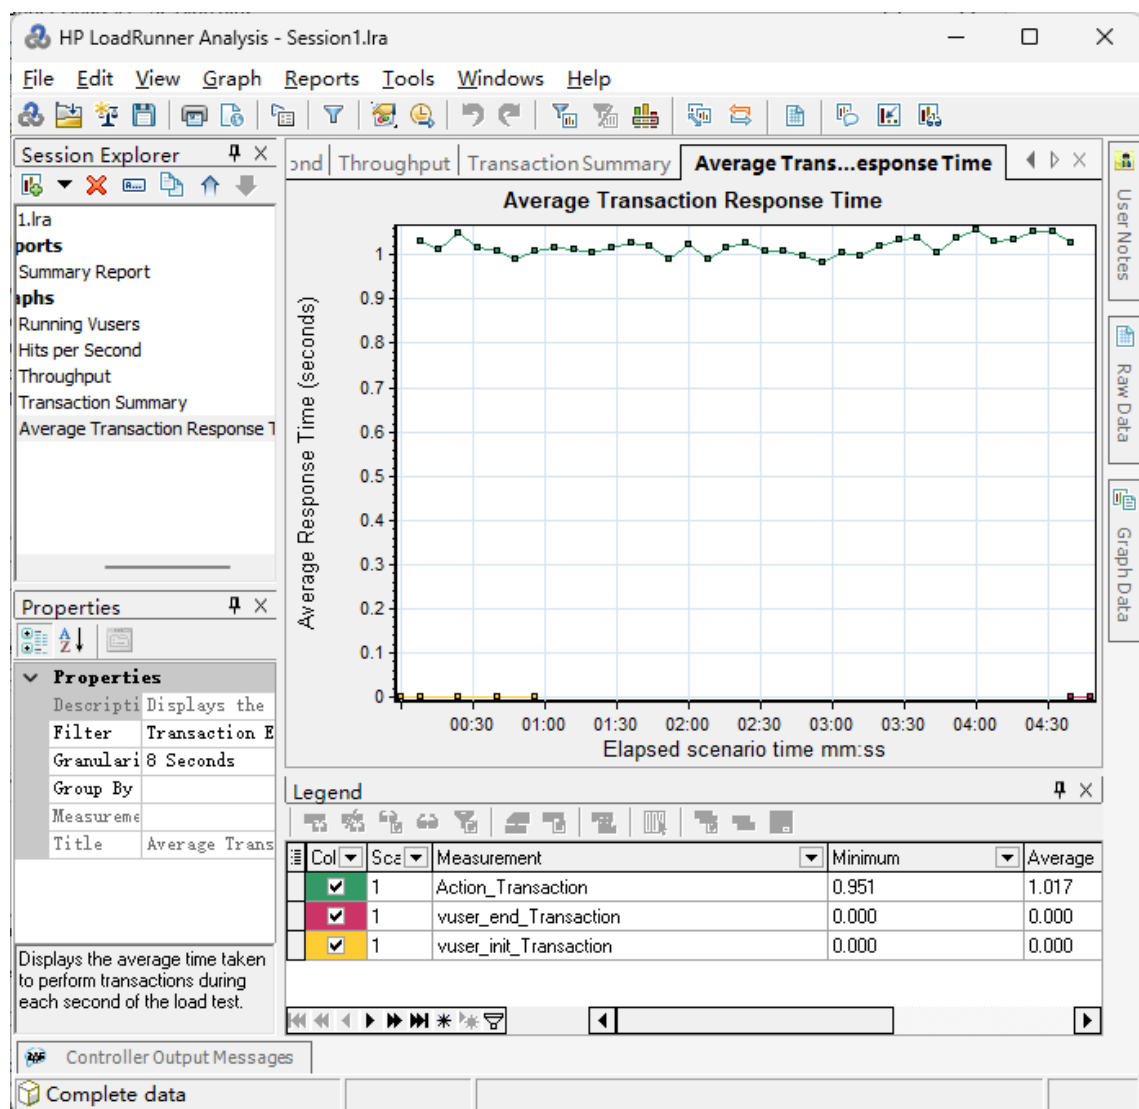 HP LoadRunner Analysis - Session1.lra
File Edit View Graph Reports Tools Windows Help
Session Explorer
1.lra
ports
Summary Report
aphs
Running Vusers
Hits per Second
Throughput
Transaction Summary
Average Transaction Response T
Properties
Properties
Descripti Displays the
Filter Transaction E
Granulari 8 Seconds
Group By
Measureme
Title Average Trans
Displays the average time taken
to perform transactions during
each second of the load test.
ond Throughput Transaction Summary Average Trans...esponse Time
Average Transaction Response Time
Average Response Time (seconds)
1
0.9
0.8
0.7
0.6
0.5
0.4
0.3
0.2
0.1
0
00:30 01:00 01:30 02:00 02:30 03:00 03:30 04:00 04:30
Elapsed scenario time mm:ss
Legend
Col Sca Measurement Minimum Average
1 Action_Transaction 0.951 1.017
1 vuser_end_Transaction 0.000 0.000
1 vuser_init_Transaction 0.000 0.000
User Notes
Raw Data
Graph Data
Controller Output Messages
Complete data